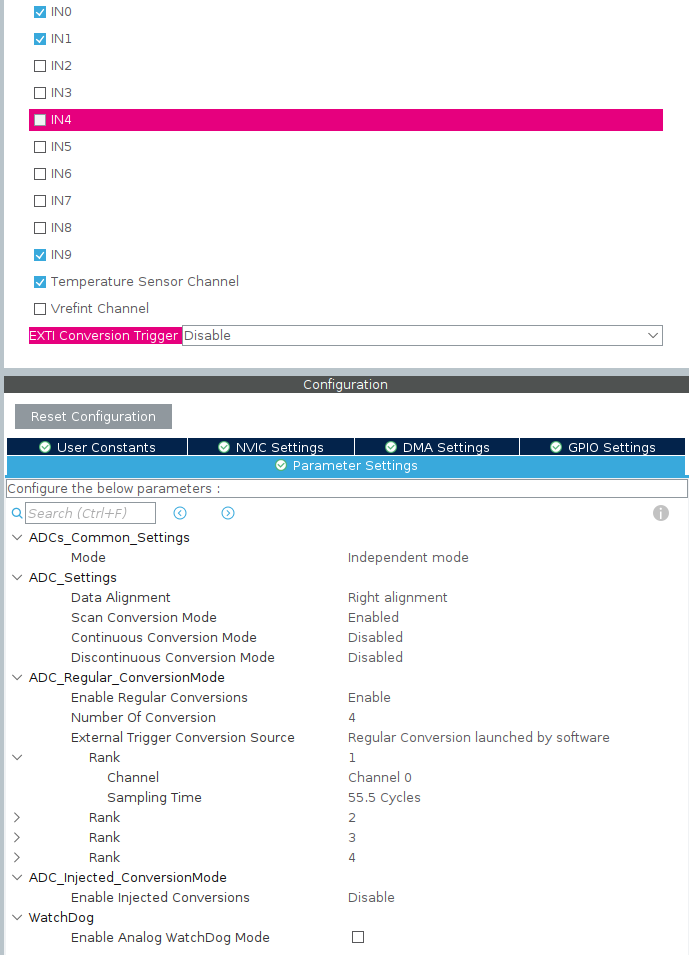 IN0
IN1
IN2
IN3
IN4
IN5
IN6
IN7
IN8
IN9
Temperature Sensor Channel
Vrefint Channel
EXTI Conversion Trigger Disable
Configuration
Reset Configuration
User Constants NVIC Settings DMA Settings GPIO Settings
Parameter Settings
Configure the below parameters :
Search (Ctrl+F)
ADCs_Common_Settings
Mode Independent mode
ADC_Settings
Data Alignment Right alignment
Scan Conversion Mode Enabled
Continuous Conversion Mode Disabled
Discontinuous Conversion Mode Disabled
ADC_Regular_ConversionMode
Enable Regular Conversions Enable
Number Of Conversion 4
External Trigger Conversion Source Regular Conversion launched by software
Rank 1
Channel Channel 0
Sampling Time 55.5 Cycles
Rank 2
Rank 3
Rank 4
ADC_Injected_ConversionMode
Enable Injected Conversions Disable
WatchDog
Enable Analog WatchDog Mode